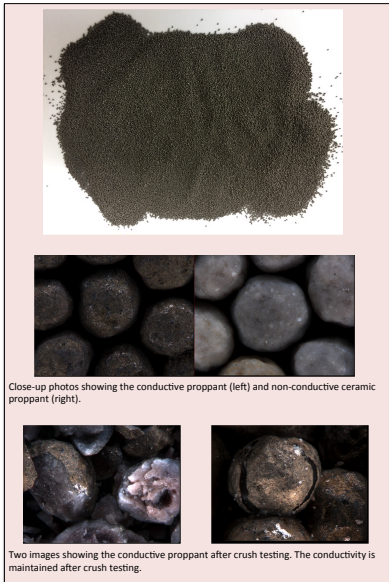 Close-up photos showing the conductive proppant (left) and non-conductive ceramic
proppant (right).
Two images showing the conductive proppant after crush testing. The conductivity is
maintained after crush testing.